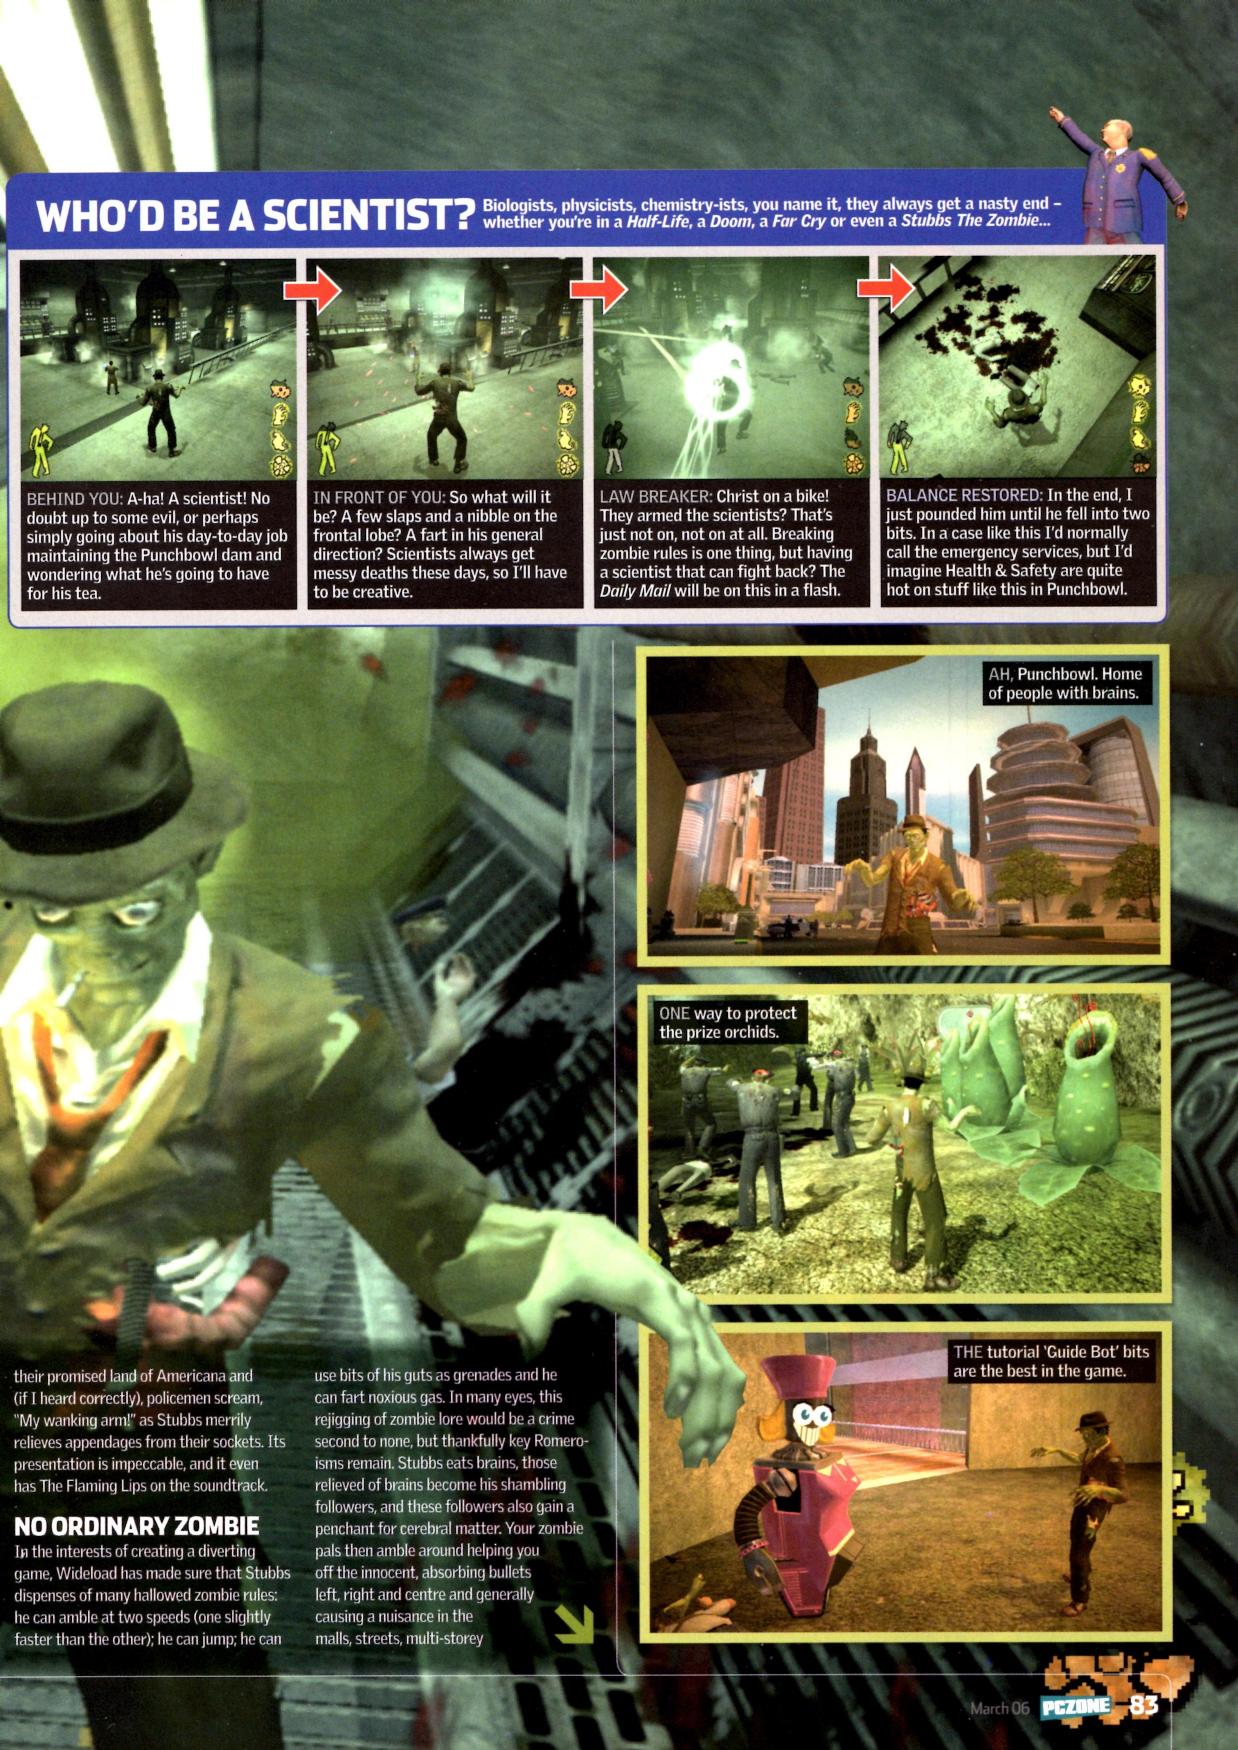 WHO'D BE A SCIENTIST?
Biologists, physicists, chemistry-ists, you name it, they always get a nasty end –
whether you're in a Half-Life, a Doom, a Far Cry or even a Stubbs The Zombie...
BEHIND YOU: A-ha! A scientist! No
doubt up to some evil, or perhaps
simply going about his day-to-day job
maintaining the Punchbowl dam and
wondering what he's going to have
for his tea.
IN FRONT OF YOU: So what will it
be? A few slaps and a nibble on the
frontal lobe? A fart in his general
direction? Scientists always get
messy deaths these days, so I'll have
to be creative.
LAW BREAKER: Christ on a bike!
They armed the scientists? That's
just not on, not on at all. Breaking
zombie rules is one thing, but having
a scientist that can fight back? The
Daily Mail will be on this in a flash.
BALANCE RESTORED: In the end, I
just pounded him until he fell into two
bits. In a case like this I'd normally
call the emergency services, but I'd
imagine Health & Safety are quite
hot on stuff like this in Punchbowl.
AH, Punchbowl. Home
of people with brains.
ONE way to protect
the prize orchids.
THE tutorial 'Guide Bot' bits
are the best in the game.
their promised land of Americana and
(if I heard correctly), policemen scream,
"My wanking arm!" as Stubbs merrily
relieves appendages from their sockets. Its
presentation is impeccable, and it even
has The Flaming Lips on the soundtrack.
NO ORDINARY ZOMBIE
In the interests of creating a diverting
game, Wideload has made sure that Stubbs
dispenses of many hallowed zombie rules:
he can amble at two speeds (one slightly
faster than the other); he can jump; he can
use bits of his guts as grenades and he
can fart noxious gas. In many eyes, this
rejigging of zombie lore would be a crime
second to none, but thankfully key Romero-
isms remain. Stubbs eats brains, those
relieved of brains become his shambling
followers, and these followers also gain a
penchant for cerebral matter. Your zombie
pals then amble around helping you
off the innocent, absorbing bullets
left, right and centre and generally
causing a nuisance in the
malls, streets, multi-storey
March 06 PCZONE 83